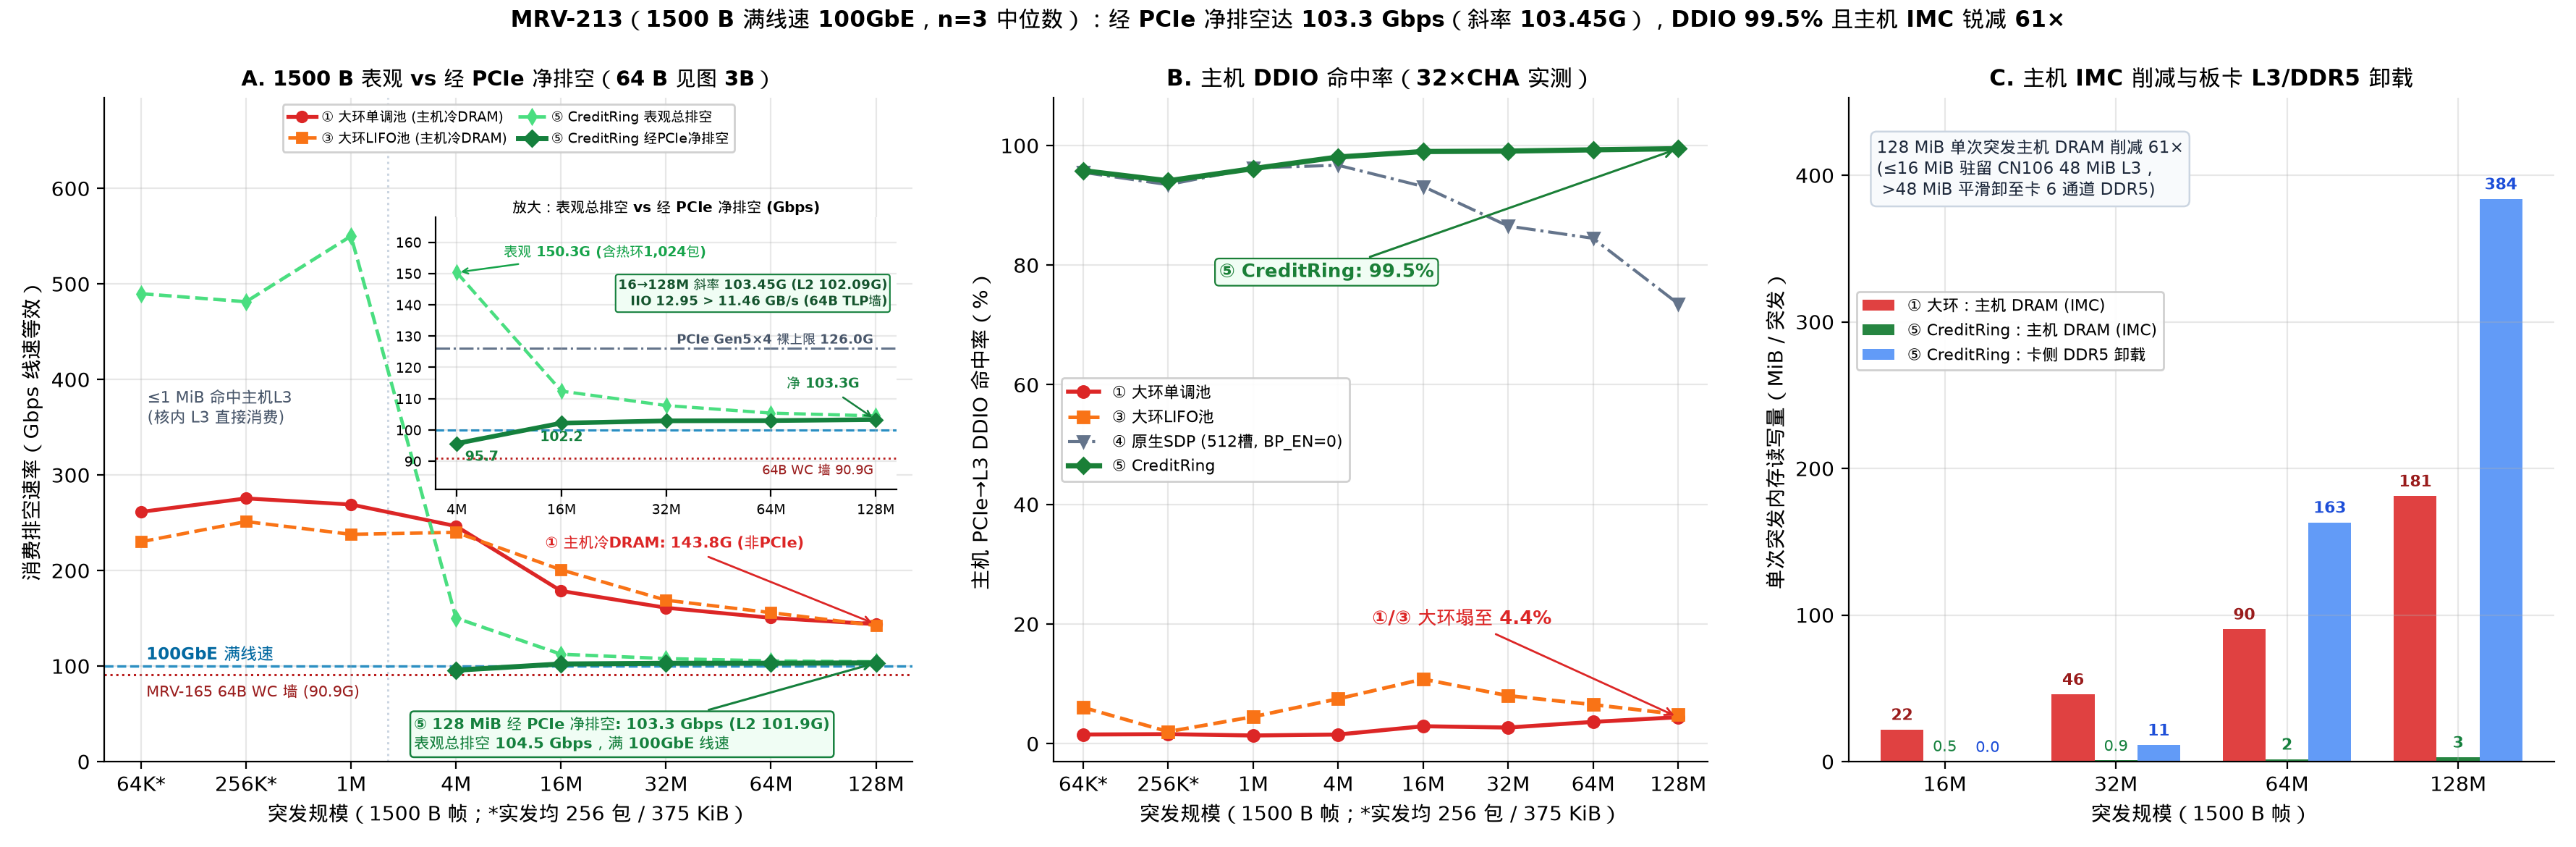 MRV-213（1500 B 满线速 100GbE，n=3 中位数）：经 PCIe 净排空达 103.3 Gbps（斜率 103.45G），DDIO 99.5% 且主机 IMC 锐减 61×
A. 1500 B 表观 vs 经 PCIe 净排空（64 B 见图 3B）
① 大环单调池 (主机冷DRAM)
③ 大环LIFO池 (主机冷DRAM)
⑤ CreditRing 表观总排空
⑤ CreditRing 经PCIe净排空
消费排空速率（Gbps 线速等效）
600
500
400
300
200
100
0
≤1 MiB 命中主机L3
(核内 L3 直接消费)
100GbE 满线速
MRV-165 64B WC 墙 (90.9G)
放大：表观总排空 vs 经 PCIe 净排空 (Gbps)
160
150
140
130
120
110
100
90
表观 150.3G (含热环1,024包)
16→128M 斜率 103.45G (L2 102.09G)
IIO 12.95 > 11.46 GB/s (64B TLP墙)
PCIe Gen5×4 裸上限 126.0G
净 103.3G
102.2
95.7
64B WC 墙 90.9G
4M 16M 32M 64M 128M
① 主机冷DRAM: 143.8G (非PCIe)
⑤ 128 MiB 经 PCIe 净排空: 103.3 Gbps (L2 101.9G)
表观总排空 104.5 Gbps，满 100GbE 线速
64K* 256K* 1M 4M 16M 32M 64M 128M
突发规模（1500 B 帧；*实发均 256 包 / 375 KiB）
B. 主机 DDIO 命中率（32×CHA 实测）
主机 PCIe→L3 DDIO 命中率（%）
100
80
60
40
20
0
⑤ CreditRing: 99.5%
① 大环单调池
③ 大环LIFO池
④ 原生SDP (512槽, BP_EN=0)
⑤ CreditRing
①/③ 大环塌至 4.4%
64K* 256K* 1M 4M 16M 32M 64M 128M
突发规模（1500 B 帧；*实发均 256 包 / 375 KiB）
C. 主机 IMC 削减与板卡 L3/DDR5 卸载
单次突发内存读写量（MiB / 突发）
400
300
200
100
0
128 MiB 单次突发主机 DRAM 削减 61×
(≤16 MiB 驻留 CN106 48 MiB L3，
>48 MiB 平滑卸至卡 6 通道 DDR5)
① 大环：主机 DRAM (IMC)
⑤ CreditRing：主机 DRAM (IMC)
⑤ CreditRing：卡侧 DDR5 卸载
22 0.5 0.0
46 0.9 11
90 2 163
181 3 384
16M 32M 64M 128M
突发规模（1500 B 帧）